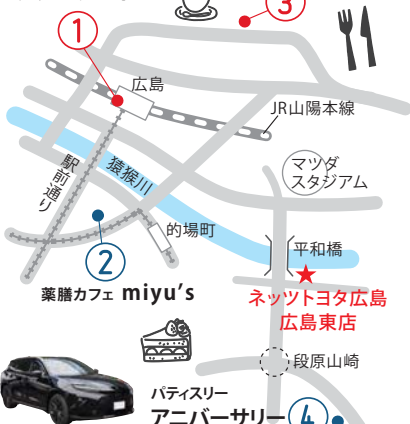 ③
①
広島
JR山陽本線
マツダ
スタジアム
駅前通り
猿猴川
的場町
平和橋
②
薬膳カフェ miyu's
ネッツトヨタ広島
広島東店
段原山崎
パティスリー
アニバーサリー ④